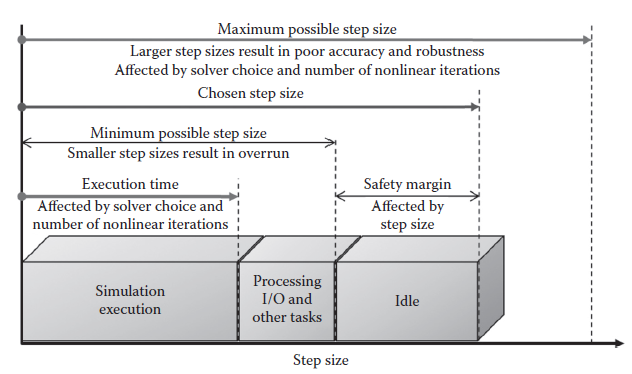 Maximum possible step size
Larger step sizes result in poor accuracy and robustness
Affected by solver choice and number of nonlinear iterations
Chosen step size
Minimum possible step size
Smaller step sizes result in overrun
Execution time
Affected by solver choice and
number of nonlinear iterations
Safety margin
Affected by
step size
Simulation
execution
Processing
I/O and
other tasks
Idle
Step size